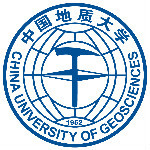 中国地质大学
CHINA UNIVERSITY OF GEOSCIENCES
1952